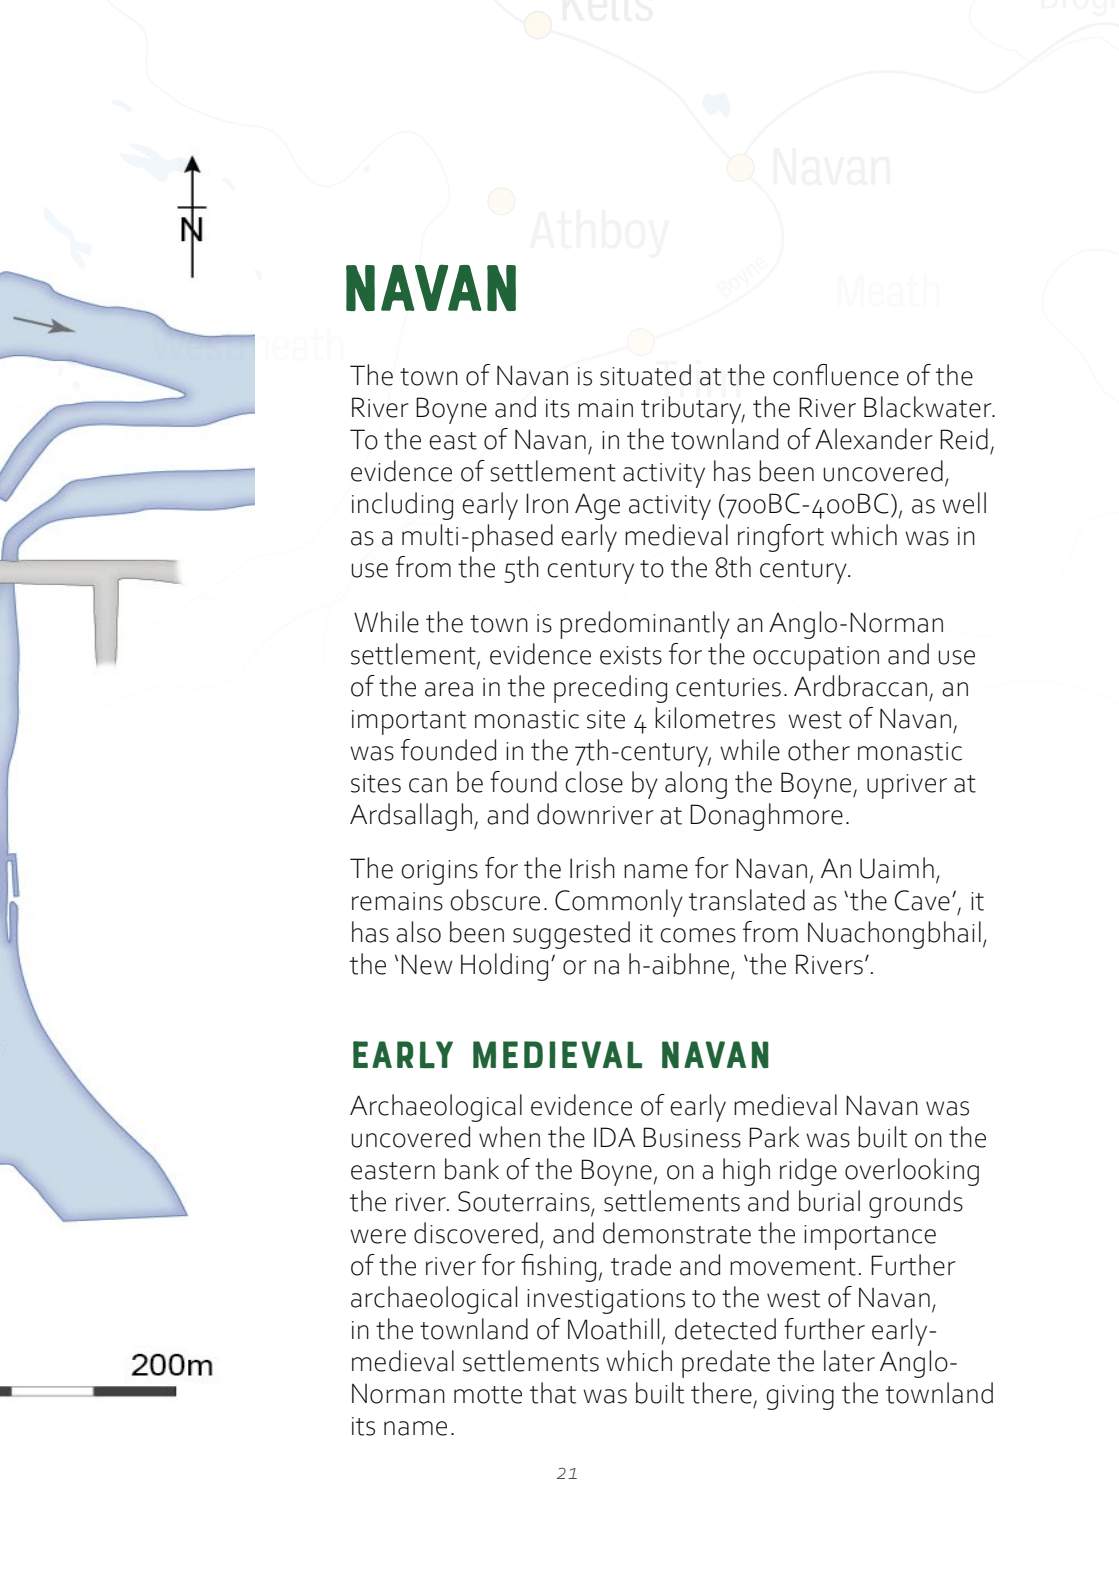 Kells
Navan
Athboy
Boyne
Meath
Westmeath
Trim
N
200m
NAVAN
The town of Navan is situated at the confluence of the
River Boyne and its main tributary, the River Blackwater.
To the east of Navan, in the townland of Alexander Reid,
evidence of settlement activity has been uncovered,
including early Iron Age activity (700BC-400BC), as well
as a multi-phased early medieval ringfort which was in
use from the 5th century to the 8th century.
While the town is predominantly an Anglo-Norman
settlement, evidence exists for the occupation and use
of the area in the preceding centuries. Ardbraccan, an
important monastic site 4 kilometres west of Navan,
was founded in the 7th-century, while other monastic
sites can be found close by along the Boyne, upriver at
Ardsallagh, and downriver at Donaghmore.
The origins for the Irish name for Navan, An Uaimh,
remains obscure. Commonly translated as ‘the Cave’, it
has also been suggested it comes from Nuachongbhail,
the ‘New Holding’ or na h-aibhne, ‘the Rivers’.
EARLY MEDIEVAL NAVAN
Archaeological evidence of early medieval Navan was
uncovered when the IDA Business Park was built on the
eastern bank of the Boyne, on a high ridge overlooking
the river. Souterrains, settlements and burial grounds
were discovered, and demonstrate the importance
of the river for fishing, trade and movement. Further
archaeological investigations to the west of Navan,
in the townland of Moathill, detected further early-
medieval settlements which predate the later Anglo-
Norman motte that was built there, giving the townland
its name.
21